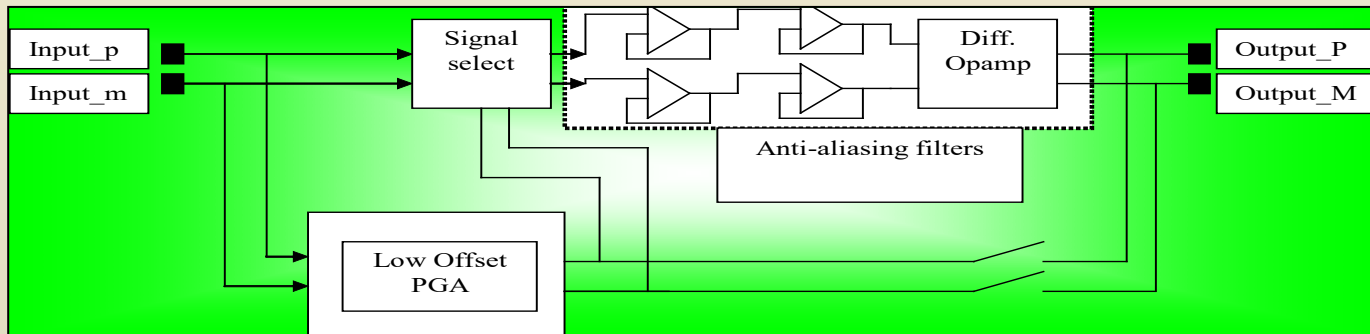 Input_p
Input_m
Signal
select
Diff.
Opamp
Output_P
Output_M
Anti-aliasing filters
Low Offset
PGA